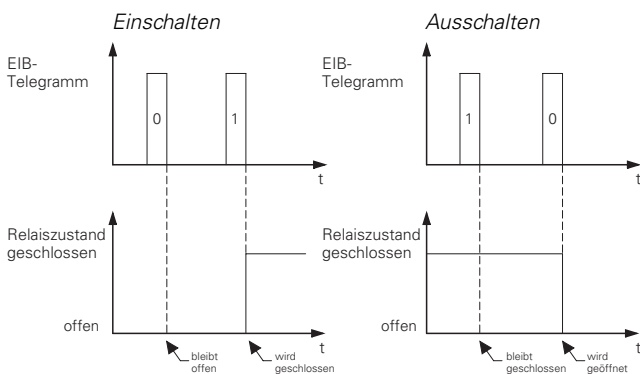 Einschalten
EIB-
Telegramm
0
1
t
Relaiszustand
geschlossen
offen
t
bleibt
offen
wird
geschlossen
Ausschalten
EIB-
Telegramm
1
0
t
Relaiszustand
geschlossen
offen
t
bleibt
geschlossen
wird
geöffnet